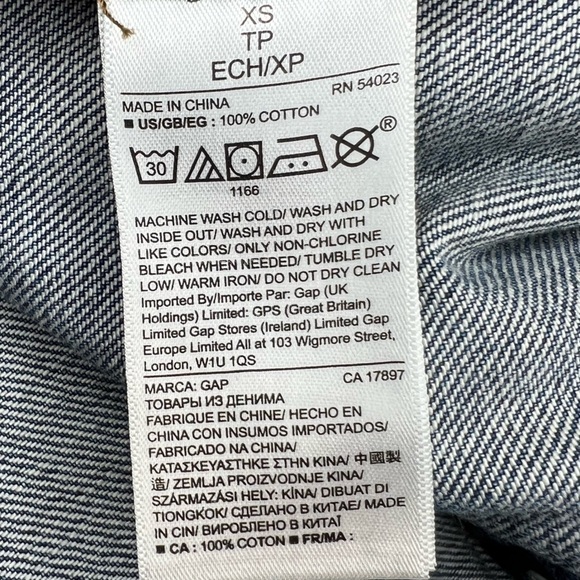 XS
TP
ECH/XP
RN 54023
MADE IN CHINA
■ US/GB/EG : 100% COTTON
30
®
1166
MACHINE WASH COLD/ WASH AND DRY
INSIDE OUT/ WASH AND DRY WITH
LIKE COLORS/ ONLY NON-CHLORINE
BLEACH WHEN NEEDED/ TUMBLE DRY
LOW/ WARM IRON/ DO NOT DRY CLEAN
Imported By/Importe Par: Gap (UK
Holdings) Limited: GPS (Great Britain)
Limited Gap Stores (Ireland) Limited Gap
Europe Limited All at 103 Wigmore Street,
London, W1U 1QS
MARCA: GAP CA 17897
ТОВАРЫ ИЗ ДЕНИМА
FABRIQUE EN CHINE/ HECHO EN
CHINA CON INSUMOS IMPORTADOS/
FABRICADO NA CHINA/
ΚΑΤΑΣΚΕΥΑΣΤΗΚΕ ΣΤΗΝ ΚΙΝΑ/ 中國製
造/ ZEMLJA PROIZVODNJE KINA/
SZÁRMAZÁSI HELY: KÍNA/ DIBUAT DI
TIONGKOK/ СДЕЛАНО В КИТАЕ/ MADE
IN CIN/ ВИРОБЛЕНО В КИТАЇ
■ CA : 100% COTTON ■ FR/MA :